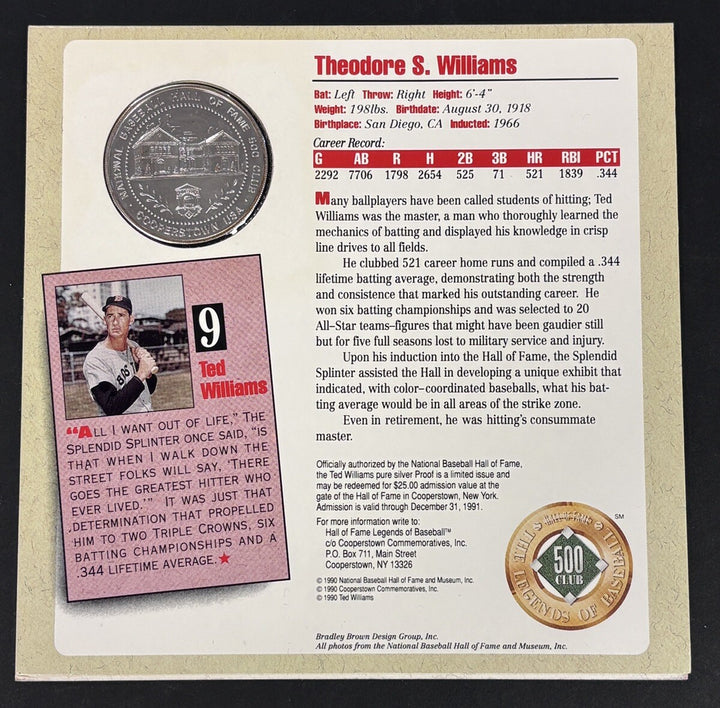 NATIONAL BASEBALL HALL OF FAME 500 CLUB
COOPERSTOWN USA
Theodore S. Williams
Bat: Left Throw: Right Height: 6'-4"
Weight: 198lbs. Birthdate: August 30, 1918
Birthplace: San Diego, CA Inducted: 1966
Career Record:
G AB R H 2B 3B HR RBI PCT
2292 7706 1798 2654 525 71 521 1839 .344
Many ballplayers have been called students of hitting; Ted
Williams was the master, a man who thoroughly learned the
mechanics of batting and displayed his knowledge in crisp
line drives to all fields.
He clubbed 521 career home runs and compiled a .344
lifetime batting average, demonstrating both the strength
and consistence that marked his outstanding career. He
won six batting championships and was selected to 20
All–Star teams–figures that might have been gaudier still
but for five full seasons lost to military service and injury.
Upon his induction into the Hall of Fame, the Splendid
Splinter assisted the Hall in developing a unique exhibit that
indicated, with color–coordinated baseballs, what his bat-
ting average would be in all areas of the strike zone.
Even in retirement, he was hitting's consummate
master.
9
Ted
Williams
"ALL I WANT OUT OF LIFE," THE
SPLENDID SPLINTER ONCE SAID, "IS
THAT WHEN I WALK DOWN THE
STREET FOLKS WILL SAY, 'THERE
GOES THE GREATEST HITTER WHO
EVER LIVED.'" IT WAS JUST THAT
DETERMINATION THAT PROPELLED
HIM TO TWO TRIPLE CROWNS, SIX
BATTING CHAMPIONSHIPS AND A
.344 LIFETIME AVERAGE.★
Officially authorized by the National Baseball Hall of Fame,
the Ted Williams pure silver Proof is a limited issue and
may be redeemed for $25.00 admission value at the
gate of the Hall of Fame in Cooperstown, New York.
Admission is valid through December 31, 1991.
For more information write to:
Hall of Fame Legends of Baseball™
c/o Cooperstown Commemoratives, Inc.
P.O. Box 711, Main Street
Cooperstown, NY 13326
© 1990 National Baseball Hall of Fame and Museum, Inc.
© 1990 Cooperstown Commemoratives, Inc.
© 1990 Ted Williams
HALL OF FAME
THE LEGENDS OF BASEBALL
500
CLUB
SM
Bradley Brown Design Group, Inc.
All photos from the National Baseball Hall of Fame and Museum, Inc.